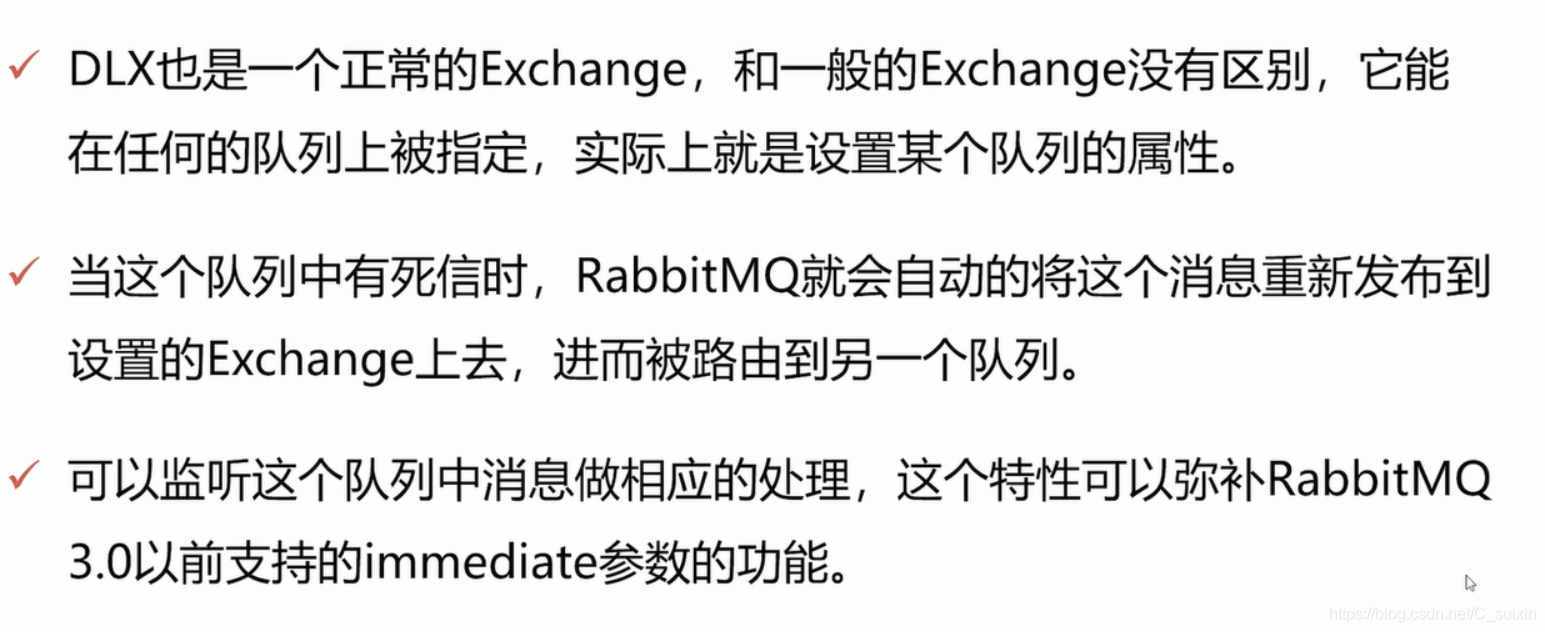 DLX也是一个正常的Exchange，和一般的Exchange没有区别，它能
在任何的队列上被指定，实际上就是设置某个队列的属性。
当这个队列中有死信时，RabbitMQ就会自动的将这个消息重新发布到
设置的Exchange上去，进而被路由到另一个队列。
可以监听这个队列中消息做相应的处理，这个特性可以弥补RabbitMQ
3.0以前支持的immediate参数的功能。
https://blog.csdn.net/C_suixin